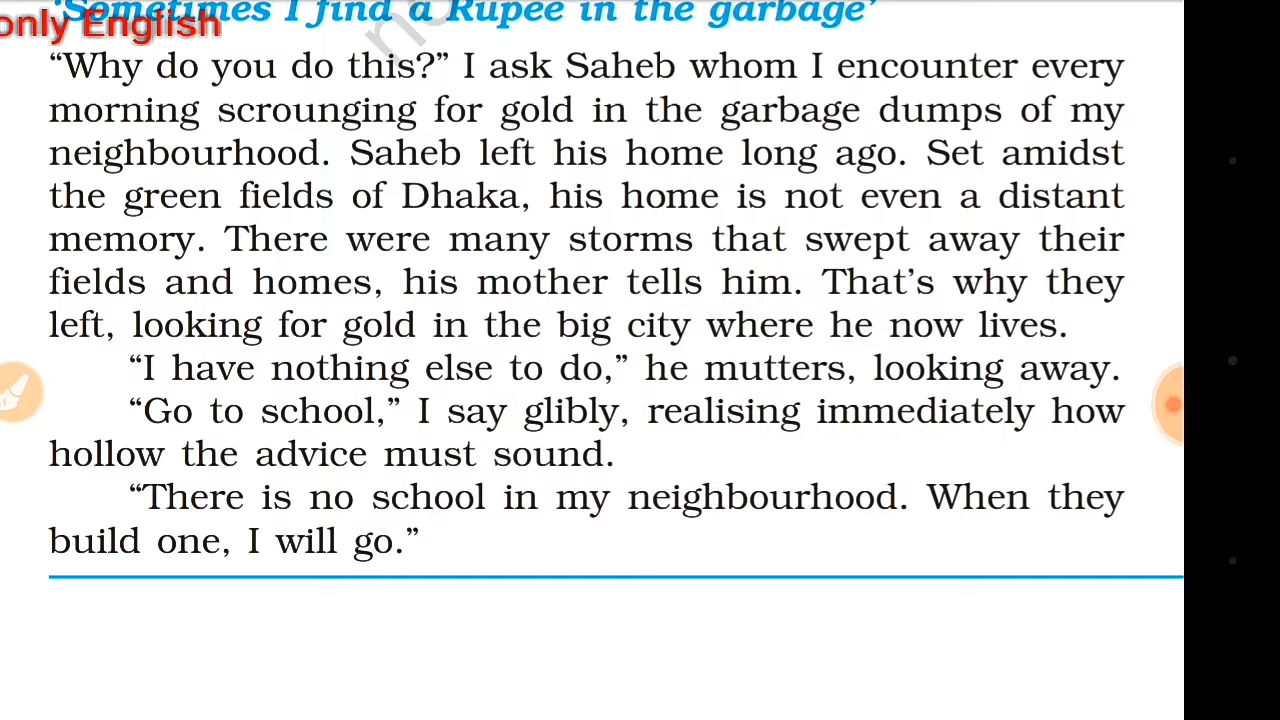 ‘Sometimes I find a Rupee in the garbage’
only English
“Why do you do this?” I ask Saheb whom I encounter every
morning scrounging for gold in the garbage dumps of my
neighbourhood. Saheb left his home long ago. Set amidst
the green fields of Dhaka, his home is not even a distant
memory. There were many storms that swept away their
fields and homes, his mother tells him. That’s why they
left, looking for gold in the big city where he now lives.
“I have nothing else to do,” he mutters, looking away.
“Go to school,” I say glibly, realising immediately how
hollow the advice must sound.
“There is no school in my neighbourhood. When they
build one, I will go.”